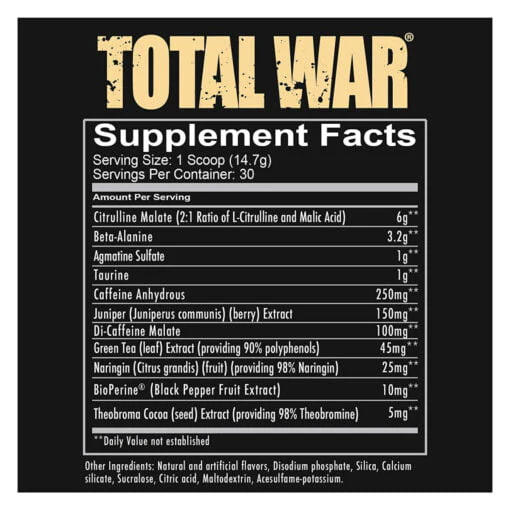 TOTAL WAR®
Supplement Facts
Serving Size: 1 Scoop (14.7g)
Servings Per Container: 30
Amount Per Serving
Citrulline Malate (2:1 Ratio of L-Citrulline and Malic Acid) 6g**
Beta-Alanine 3.2g**
Agmatine Sulfate 1g**
Taurine 1g**
Caffeine Anhydrous 250mg**
Juniper (Juniperus communis) (berry) Extract 150mg**
Di-Caffeine Malate 100mg**
Green Tea (leaf) Extract (providing 90% polyphenols) 45mg**
Naringin (Citrus grandis) (fruit) (providing 98% Naringin) 25mg**
BioPerine® (Black Pepper Fruit Extract) 10mg**
Theobroma Cocoa (seed) Extract (providing 98% Theobromine) 5mg**
**Daily Value not established
Other Ingredients: Natural and artificial flavors, Disodium phosphate, Silica, Calcium
silicate, Sucralose, Citric acid, Maltodextrin, Acesulfame-potassium.